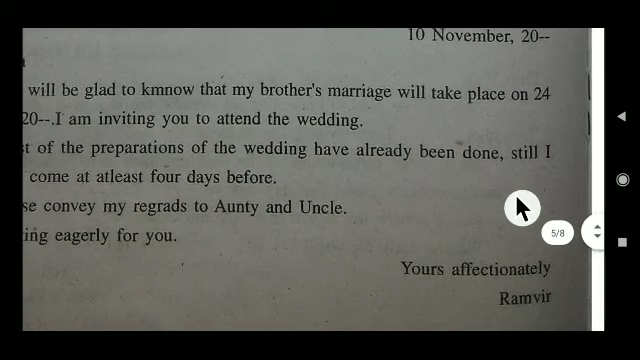 10 November, 20--
will be glad to kmnow that my brother's marriage will take place on 24
20--.I am inviting you to attend the wedding.
of the preparations of the wedding have already been done, still I
come at atleast four days before.
convey my regrads to Aunty and Uncle.
eagerly for you.
5/8
Yours affectionately
Ramvir